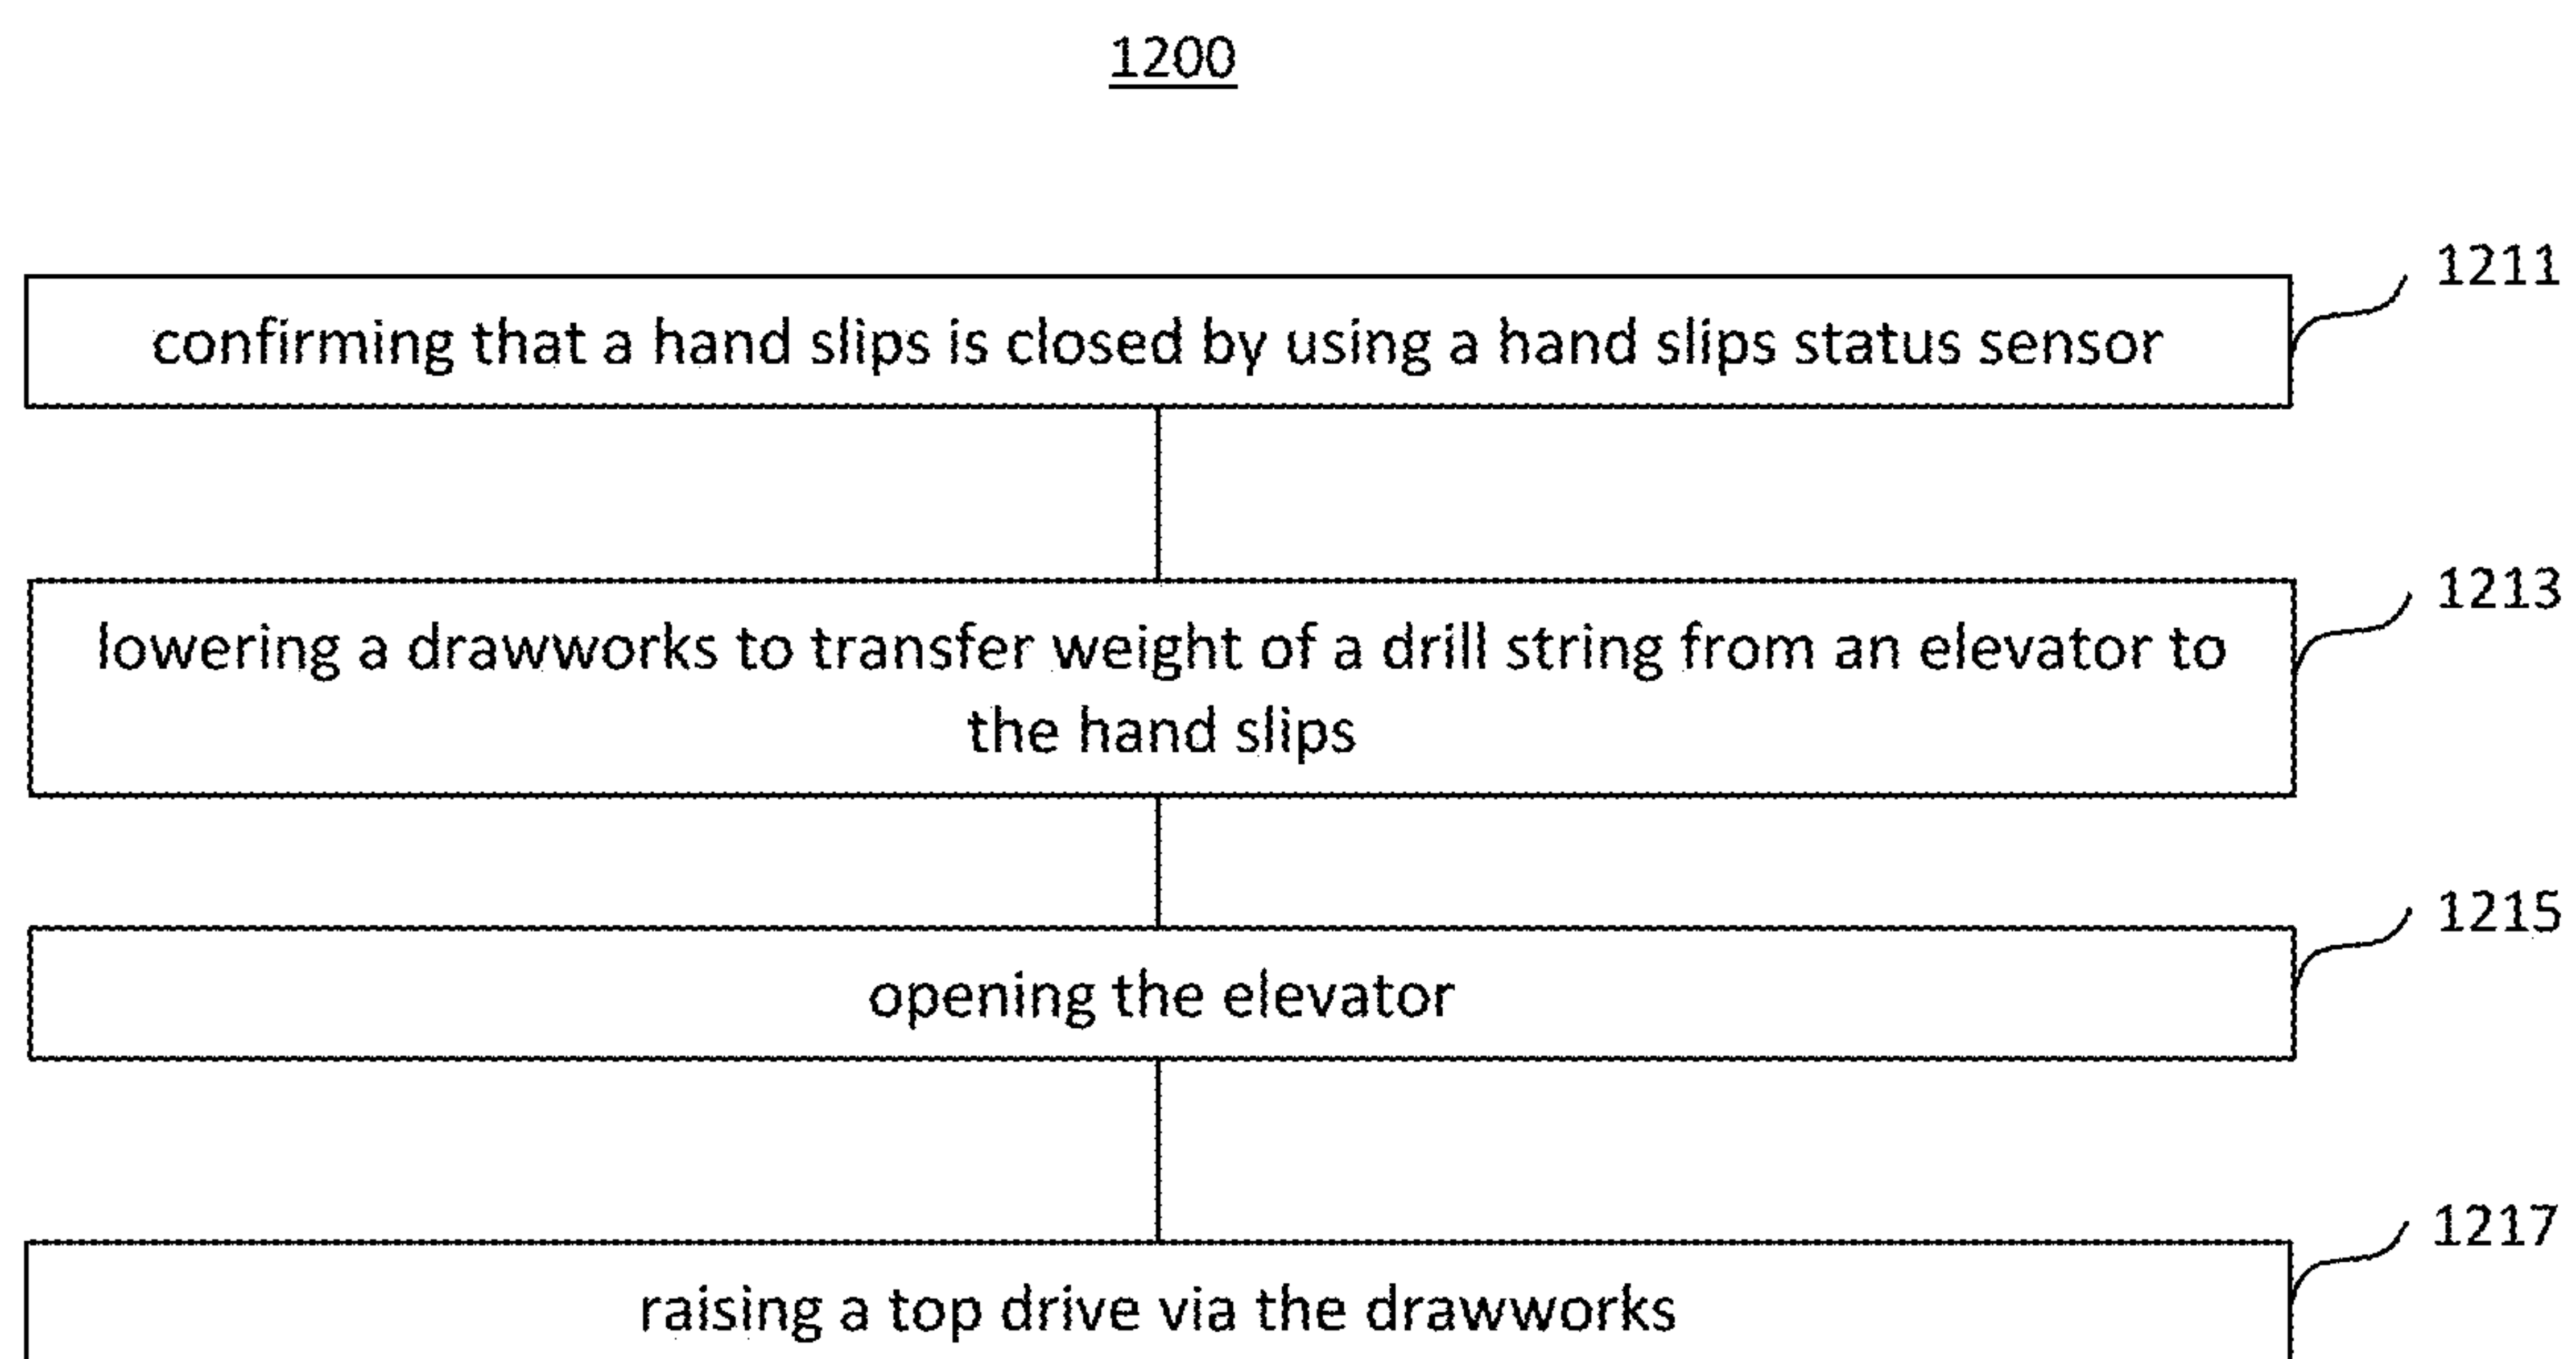 1200
1211
confirming that a hand slips is closed by using a hand slips status sensor
1213
lowering a drawworks to transfer weight of a drill string from an elevator to
the hand slips
1215
opening the elevator
1217
raising a top drive via the drawworks